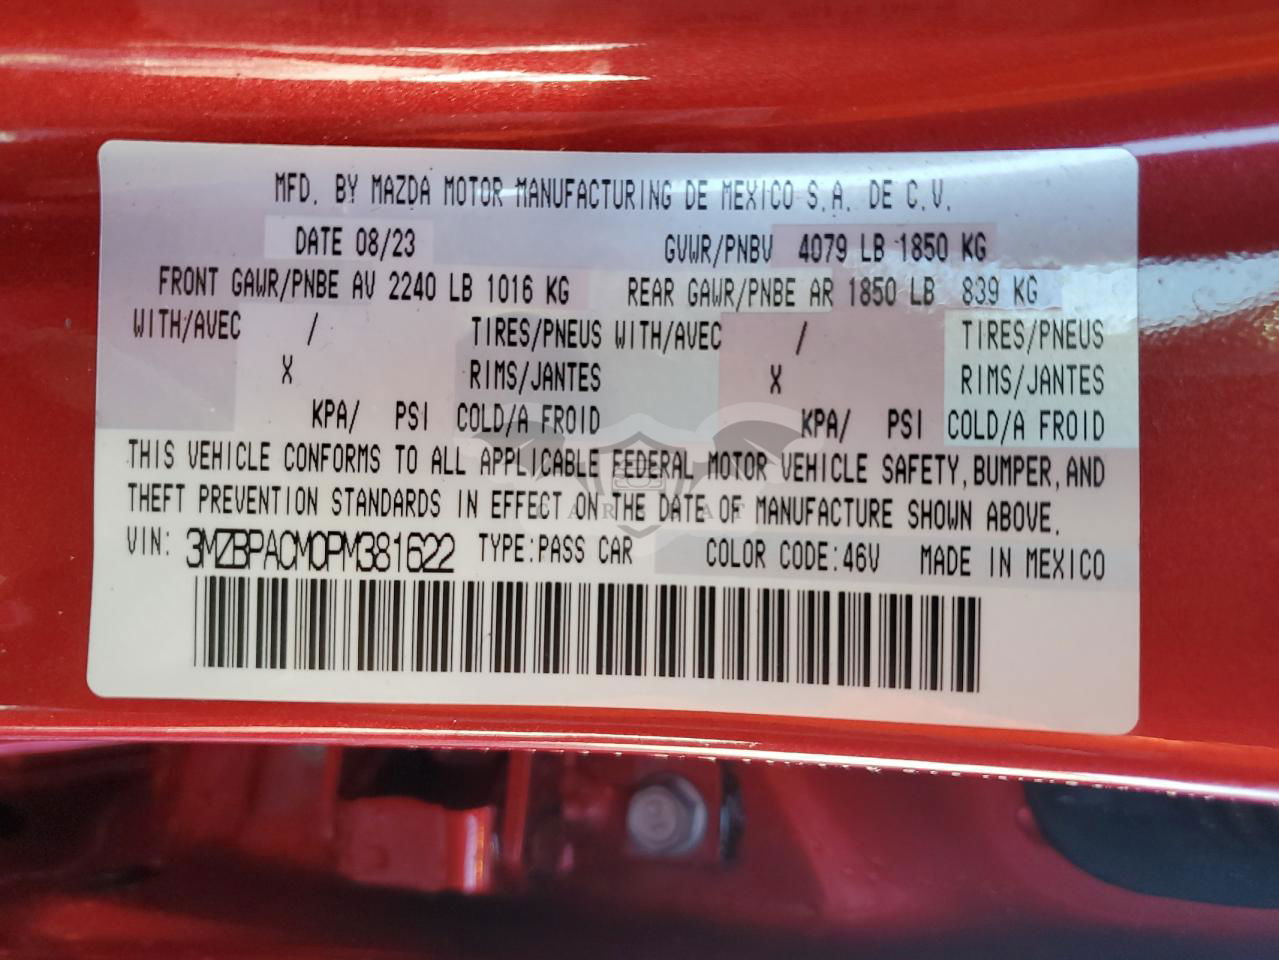 MFD. BY MAZDA MOTOR MANUFACTURING DE MEXICO S.A. DE C.V.
DATE 08/23 GVWR/PNBV 4079 LB 1850 KG
FRONT GAWR/PNBE AV 2240 LB 1016 KG REAR GAWR/PNBE AR 1850 LB 839 KG
WITH/AVEC / TIRES/PNEUS WITH/AVEC / TIRES/PNEUS
X RIMS/JANTES X RIMS/JANTES
KPA/ PSI COLD/A FROID KPA/ PSI COLD/A FROID
THIS VEHICLE CONFORMS TO ALL APPLICABLE FEDERAL MOTOR VEHICLE SAFETY, BUMPER, AND
THEFT PREVENTION STANDARDS IN EFFECT ON THE DATE OF MANUFACTURE SHOWN ABOVE.
VIN: 3MZBPACM0PM381622 TYPE:PASS CAR COLOR CODE:46V MADE IN MEXICO